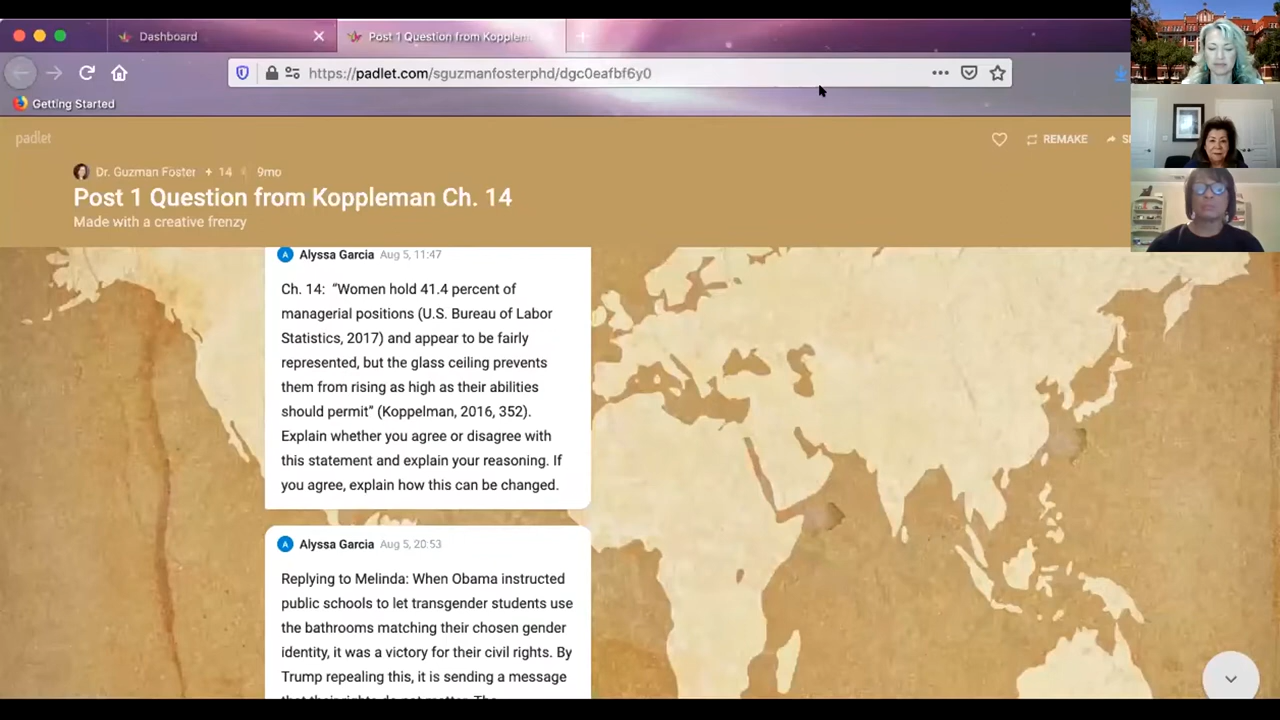 Dashboard
Post 1 Question from Kopplem
https://padlet.com/sguzmanfosterphd/dgc0eafbf6y0
Getting Started
padlet
REMAKE
Dr. Guzman Foster + 14 9mo
Post 1 Question from Koppleman Ch. 14
Made with a creative frenzy
A Alyssa Garcia Aug 5, 11:47
Ch. 14: “Women hold 41.4 percent of
managerial positions (U.S. Bureau of Labor
Statistics, 2017) and appear to be fairly
represented, but the glass ceiling prevents
them from rising as high as their abilities
should permit” (Koppelman, 2016, 352).
Explain whether you agree or disagree with
this statement and explain your reasoning. If
you agree, explain how this can be changed.
A Alyssa Garcia Aug 5, 20:53
Replying to Melinda: When Obama instructed
public schools to let transgender students use
the bathrooms matching their chosen gender
identity, it was a victory for their civil rights. By
Trump repealing this, it is sending a message